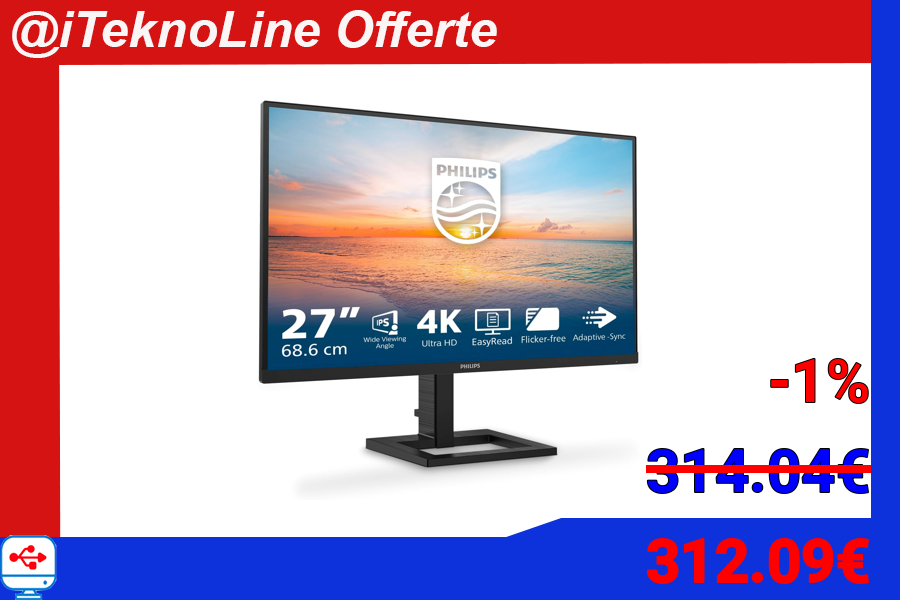 @iTeknoLine Offerte
PHILIPS
27”
68.6 cm
iPS
Wide Viewing
Angle
4K
Ultra HD
EasyRead
Flicker-free
Adaptive -Sync
PHILIPS
-1%
314.04€
312.09€